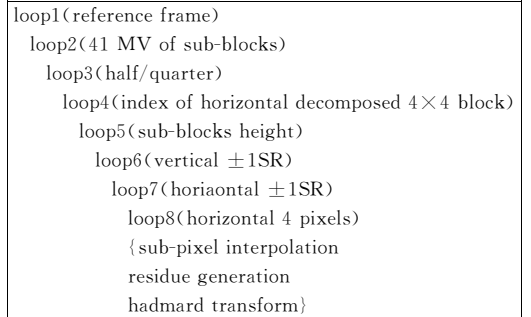 loop1(reference frame)
loop2(41 MV of sub-blocks)
loop3(half/quarter)
loop4(index of horizontal decomposed 4×4 block)
loop5(sub-blocks height)
loop6(vertical ±1SR)
loop7(horiaontal ±1SR)
loop8(horizontal 4 pixels)
{sub-pixel interpolation
residue generation
hadmard transform}